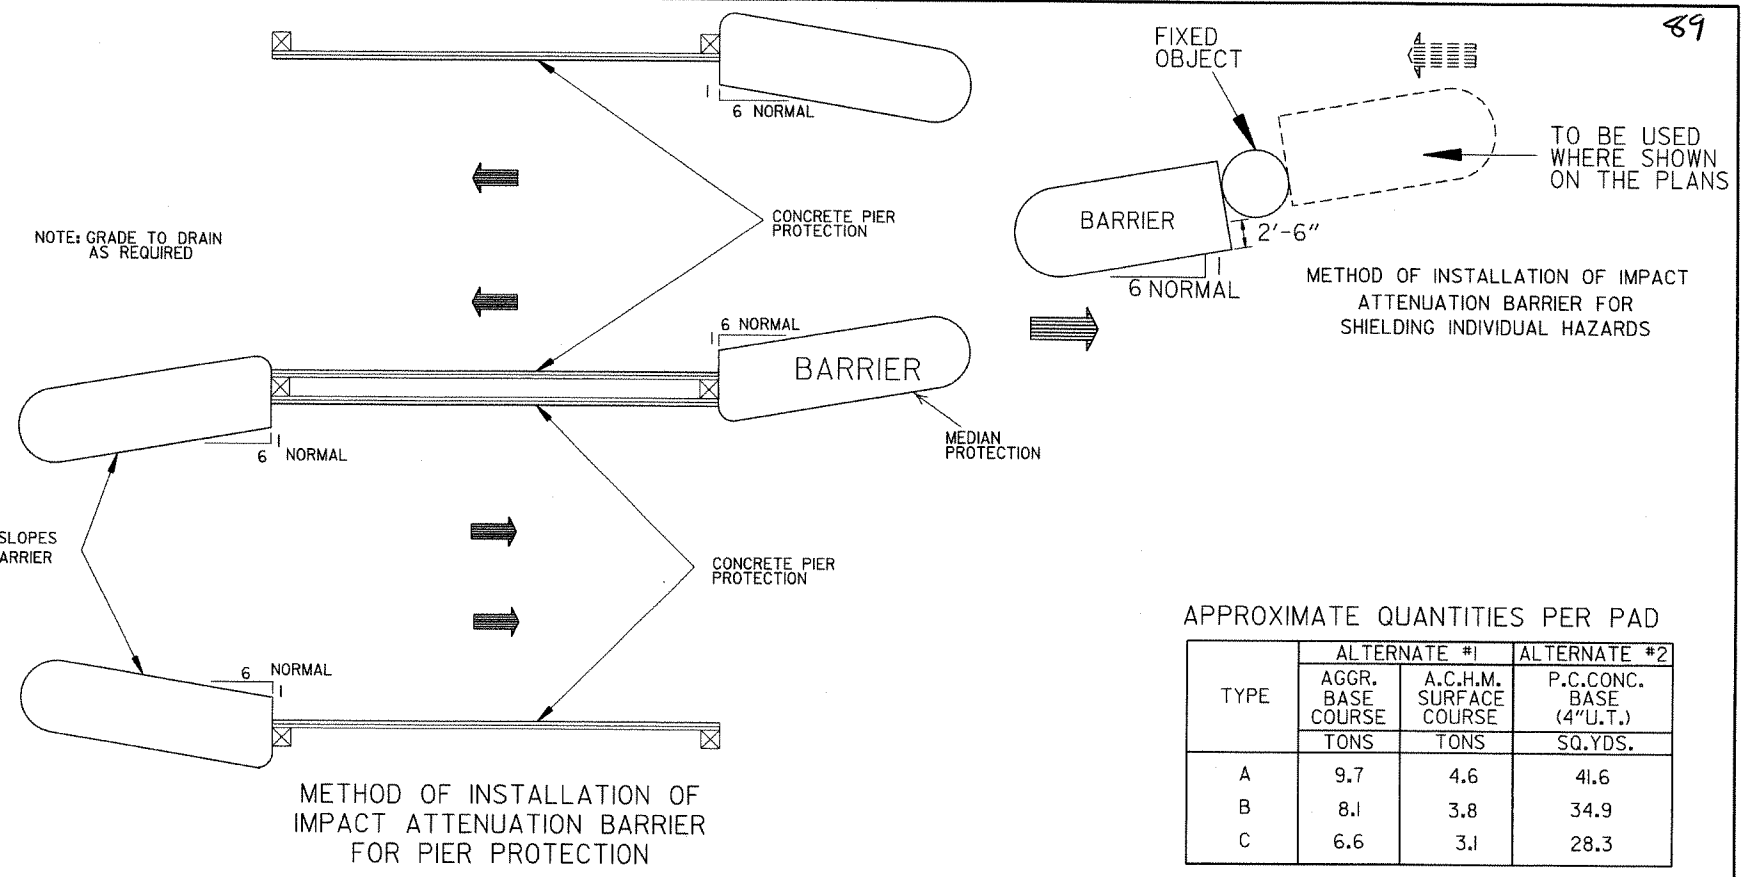 89
FIXED
OBJECT
6 NORMAL
1
TO BE USED
WHERE SHOWN
ON THE PLANS
CONCRETE PIER
PROTECTION
BARRIER
2'-6"
NOTE: GRADE TO DRAIN
AS REQUIRED
1
6 NORMAL
METHOD OF INSTALLATION OF IMPACT
ATTENUATION BARRIER FOR
SHIELDING INDIVIDUAL HAZARDS
6 NORMAL
1
BARRIER
MEDIAN
PROTECTION
1
6 NORMAL
SLOPES
ARRIER
CONCRETE PIER
PROTECTION
6 NORMAL
1
METHOD OF INSTALLATION OF
IMPACT ATTENUATION BARRIER
FOR PIER PROTECTION
APPROXIMATE QUANTITIES PER PAD
TYPE
ALTERNATE #1 ALTERNATE #2
AGGR. A.C.H.M. P.C.CONC.
BASE SURFACE BASE
COURSE COURSE (4"U.T.)
TONS TONS SQ.YDS.
A 9.7 4.6 41.6
B 8.1 3.8 34.9
C 6.6 3.1 28.3